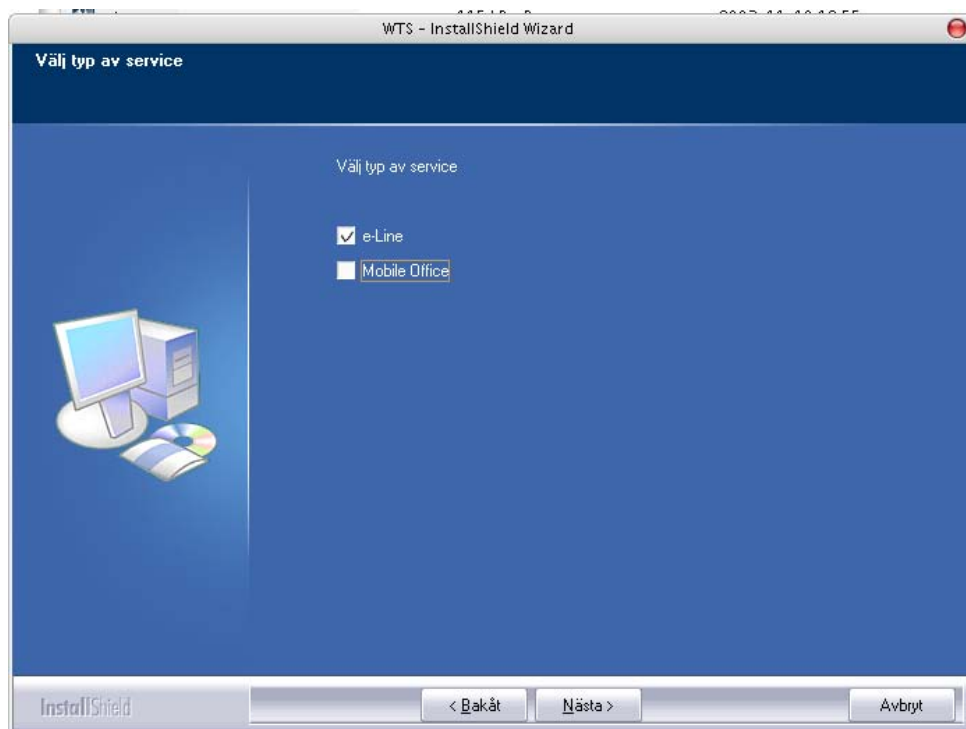 WTS - InstallShield Wizard
Välj typ av service
Välj typ av service
e-Line
Mobile Office
InstallShield
< Bakåt
Nästa >
Avbryt